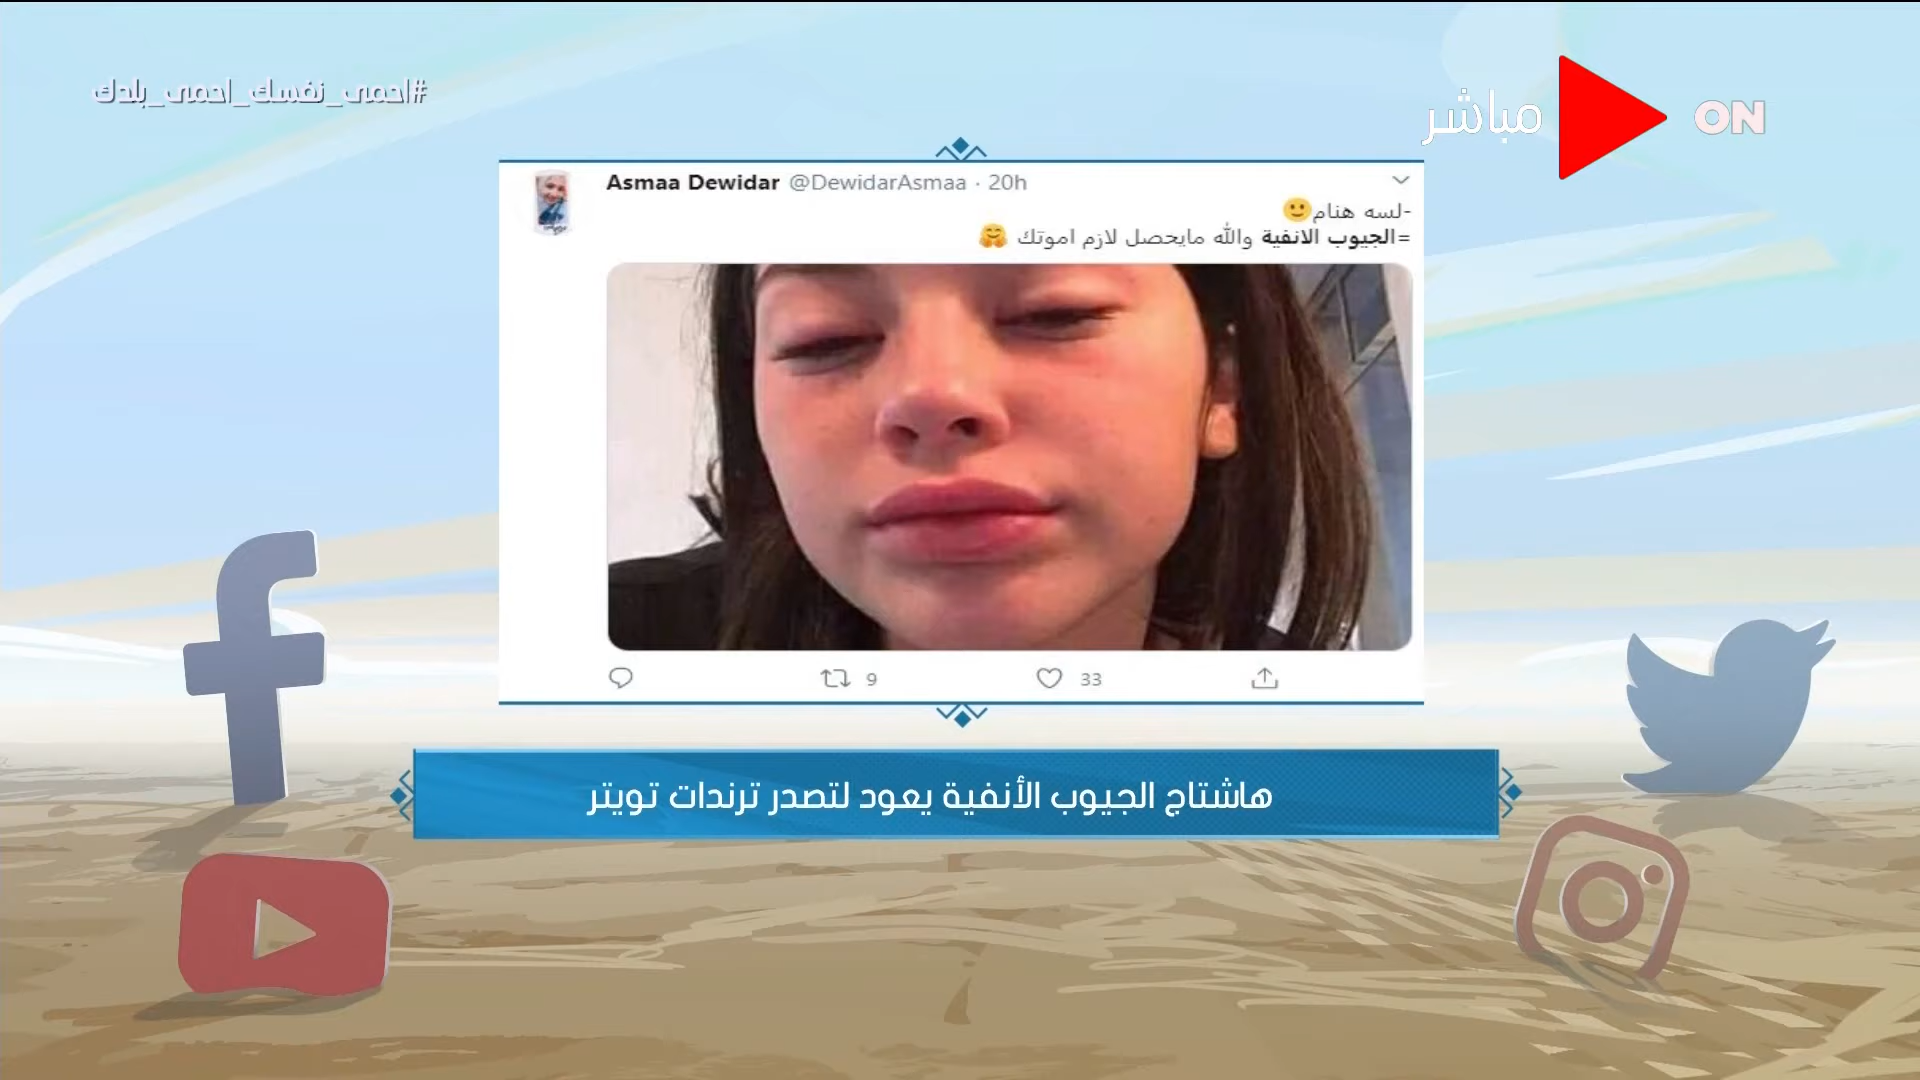 #احمى_نفسك_احمى_بلدك
مباشر ON
Asmaa Dewidar @DewidarAsmaa · 20h
-لسه هنام🙂
=الجيوب الانفية والله مايحصل لازم اموتك 🤗
9 33
هاشتاج الجيوب الأنفية يعود لتصدر ترندات تويتر